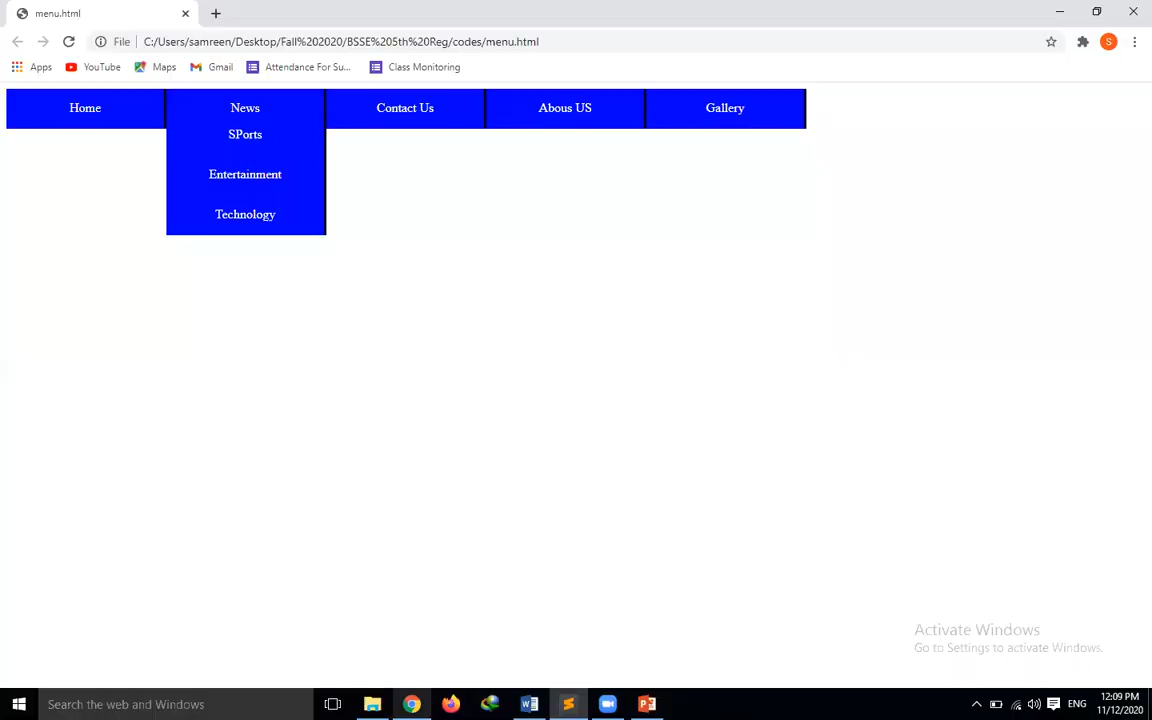 menu.html
File C:/Users/samreen/Desktop/Fall%202020/BSSE%205th%20Reg/codes/menu.html S
Apps YouTube Maps Gmail Attendance For Su... Class Monitoring
Home News Contact Us Abous US Gallery
SPorts
Entertainment
Technology
Activate Windows
Go to Settings to activate Windows.
Search the web and Windows ENG 12:09 PM
11/12/2020